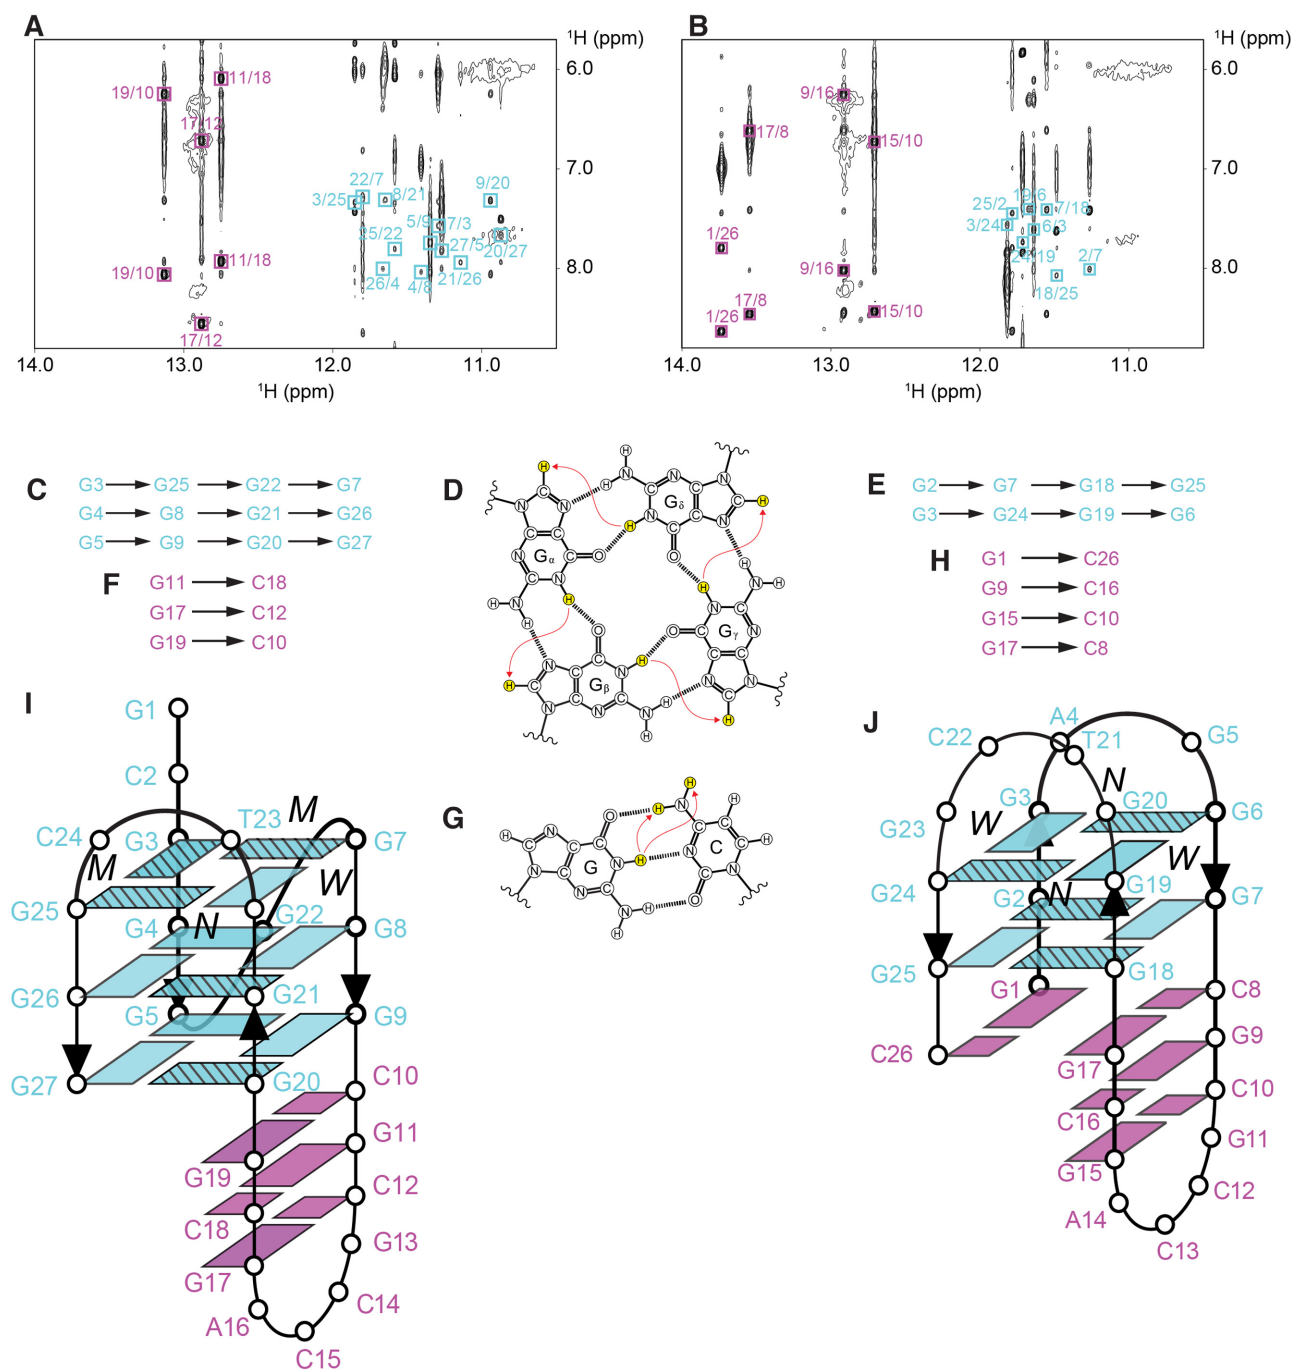 A
B
¹H (ppm)
¹H (ppm)
6.0
7.0
8.0
6.0
7.0
8.0
11/18
19/10
17/12
22/7
3/25
8/21
9/20
5/9
7/3
25/22
27/5
20/27
26/4
4/8
21/26
19/10
11/18
17/12
9/16
17/8
15/10
25/2
19/6
7/18
3/24
6/3
24/19
2/7
18/25
1/26
9/16
17/8
15/10
1/26
14.0 13.0 12.0 11.0
¹H (ppm)
14.0 13.0 12.0 11.0
¹H (ppm)
C
G3 G25 G22 G7
G4 G8 G21 G26
G5 G9 G20 G27
F
G11 C18
G17 C12
G19 C10
D
Gα
Gβ
Gγ
Gδ
E
G2 G7 G18 G25
G3 G24 G19 G6
H
G1 C26
G9 C16
G15 C10
G17 C8
G
G
C
I
G1
C2
C24
G3
T23
M
G7
M
W
G25
G4
N
G22
G8
G26
G5
G21
G9
G27
G20
C10
G11
G19
C12
C18
G13
G17
C14
A16
C15
J
C22
A4
T21
G5
G23
G3
W
N
G20
G6
G24
G2
N
G19
W
G7
G25
G1
G18
C8
C26
G17
G9
C10
C16
G11
G15
C12
A14
C13